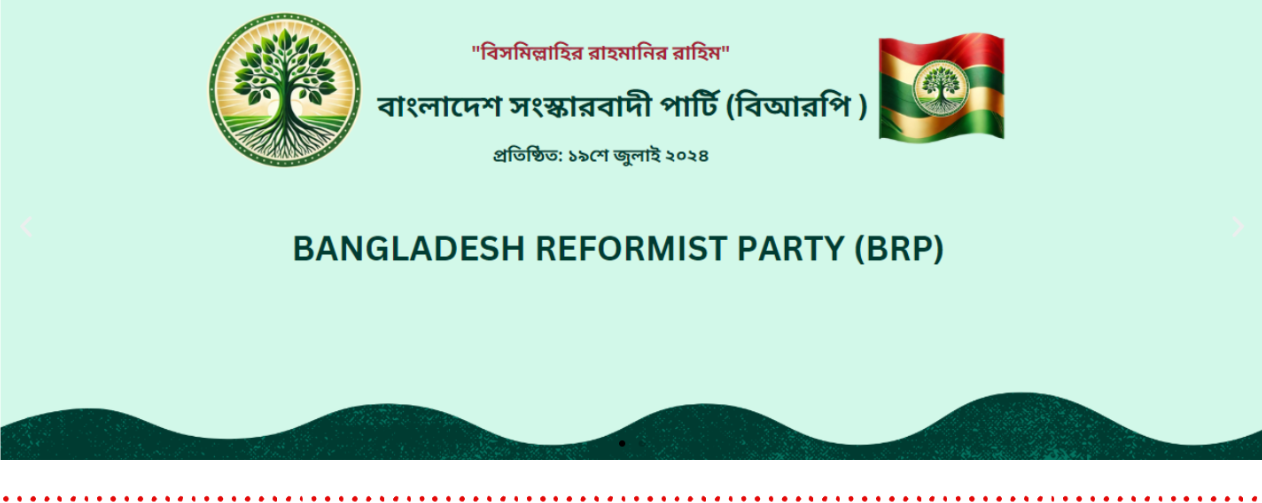 "বিসমিল্লাহির রাহমানির রাহিম"
বাংলাদেশ সংস্কারবাদী পার্টি (বিআরপি )
প্রতিষ্ঠিত: ১৯শে জুলাই ২০২৪
BANGLADESH REFORMIST PARTY (BRP)